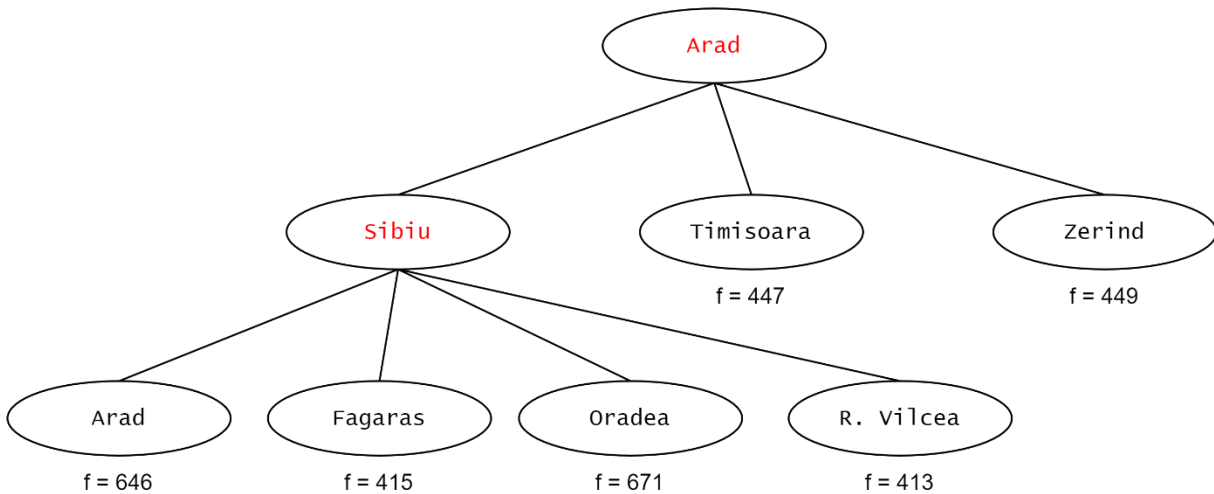 Arad
Sibiu
Timisoara
Zerind
f = 447
f = 449
Arad
Fagaras
Oradea
R. Vilcea
f = 646
f = 415
f = 671
f = 413